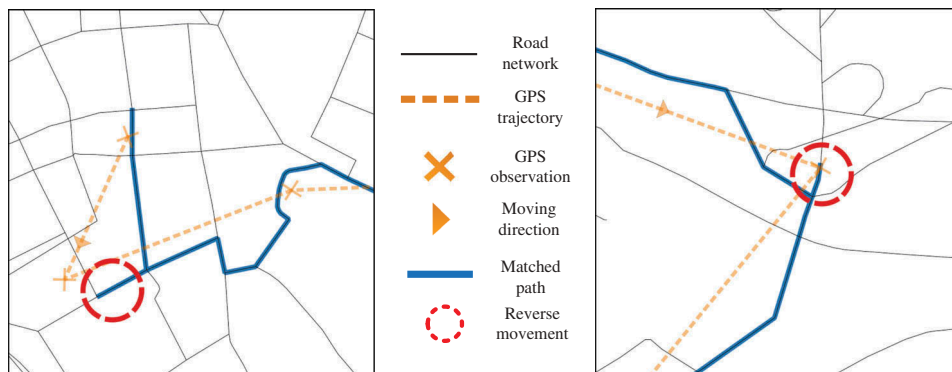 Road
network
GPS
trajectory
GPS
observation
Moving
direction
Matched
path
Reverse
movement